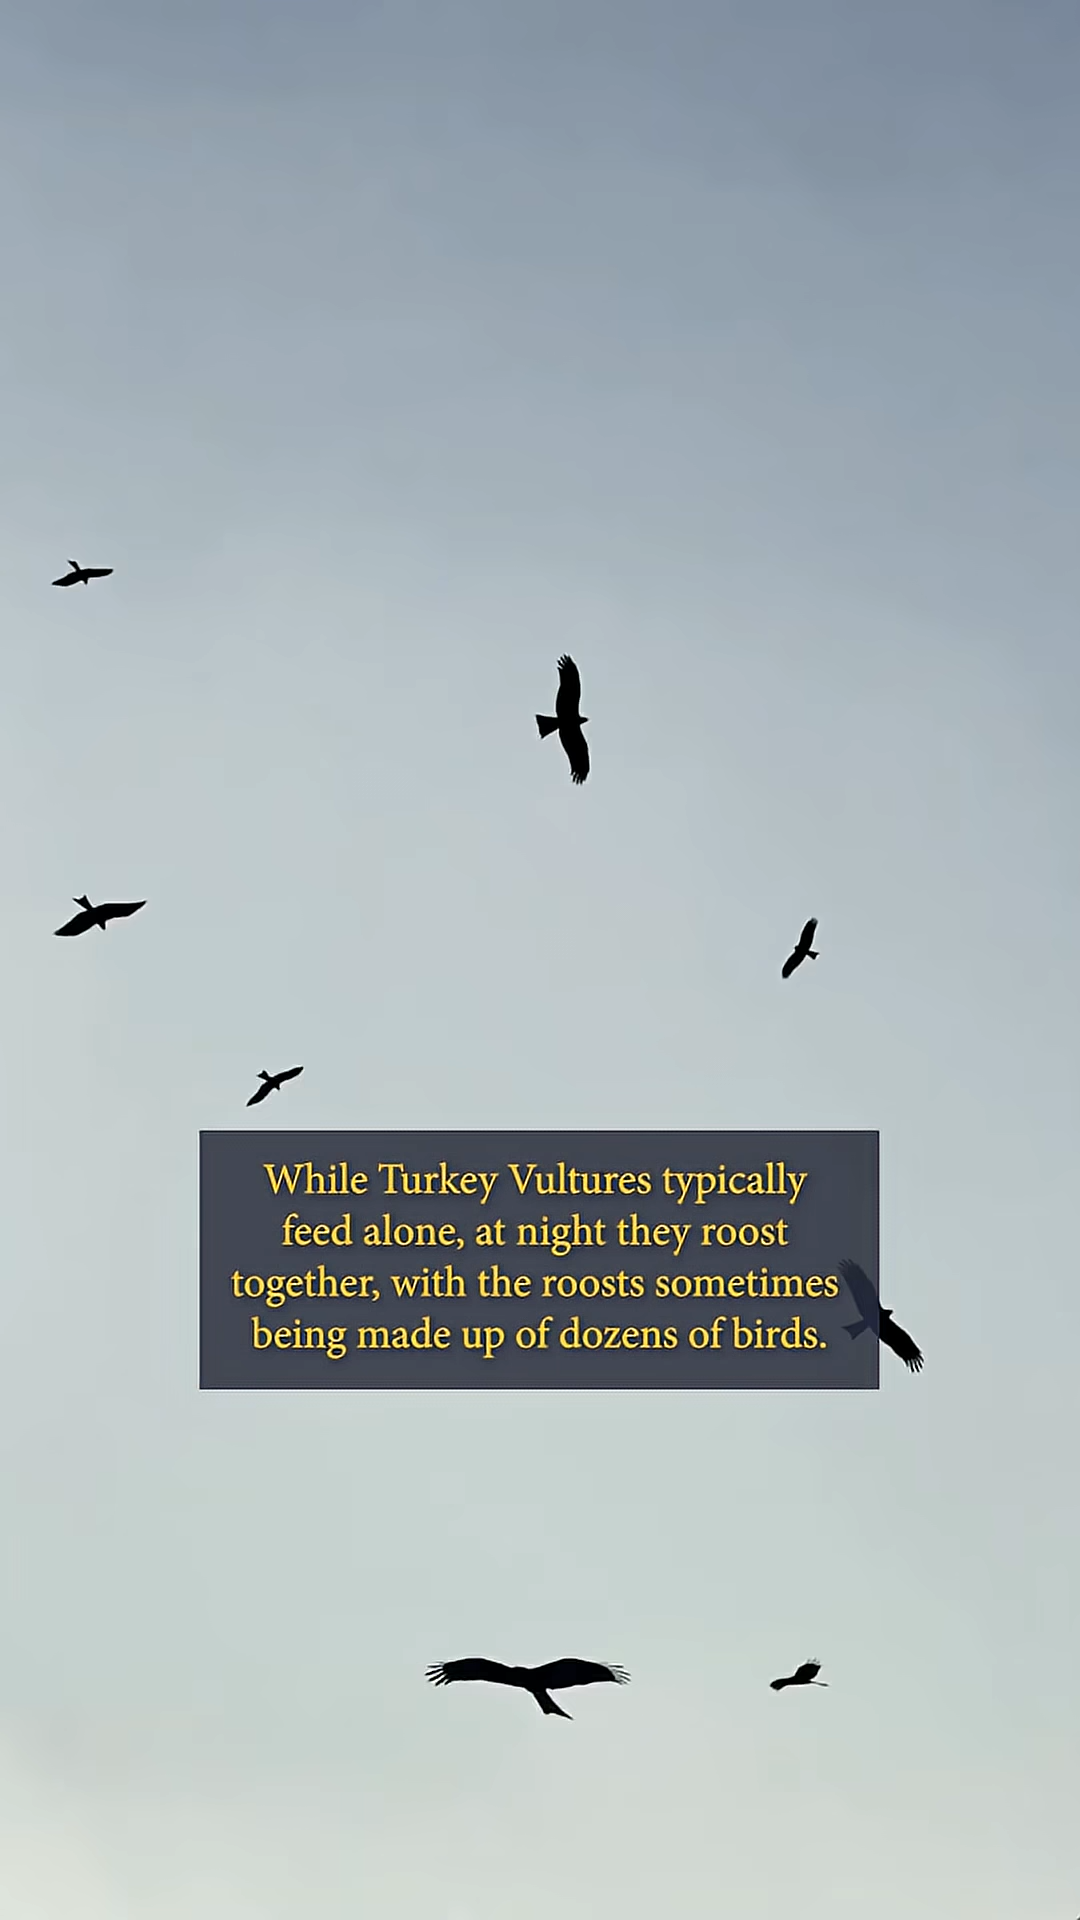 While Turkey Vultures typically
feed alone, at night they roost
together, with the roosts sometimes
being made up of dozens of birds.